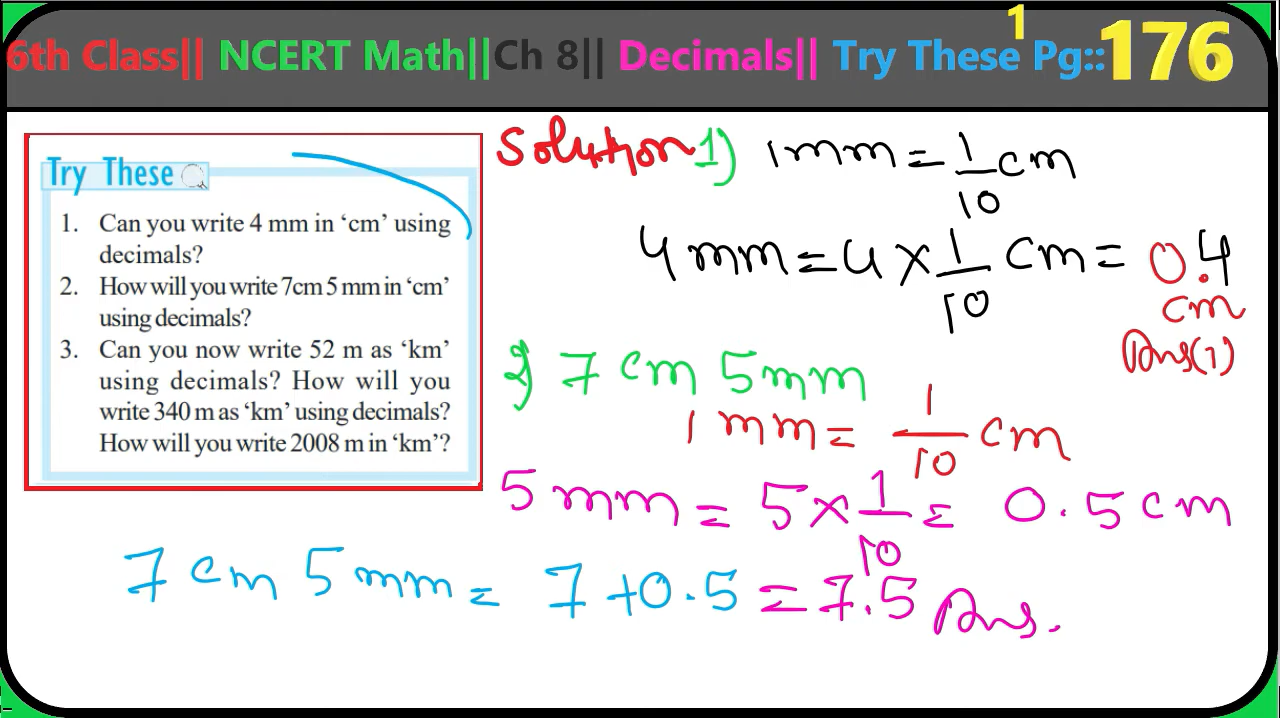 6th Class|| NCERT Math||Ch 8|| Decimals|| Try These Pg::176
1
Try These
1. Can you write 4 mm in ‘cm’ using
decimals?
2. How will you write 7cm 5 mm in ‘cm’
using decimals?
3. Can you now write 52 m as ‘km’
using decimals? How will you
write 340 m as ‘km’ using decimals?
How will you write 2008 m in ‘km’?
Solution 1) 1mm = 1/10 cm
4mm = 4 × 1/10 cm = 0.4
cm
Ans(1)
2) 7 cm 5mm
1 mm = 1/10 cm
5 mm = 5 × 1/10 = 0.5 cm
7 cm 5 mm = 7 + 0.5 = 7.5 Ans.